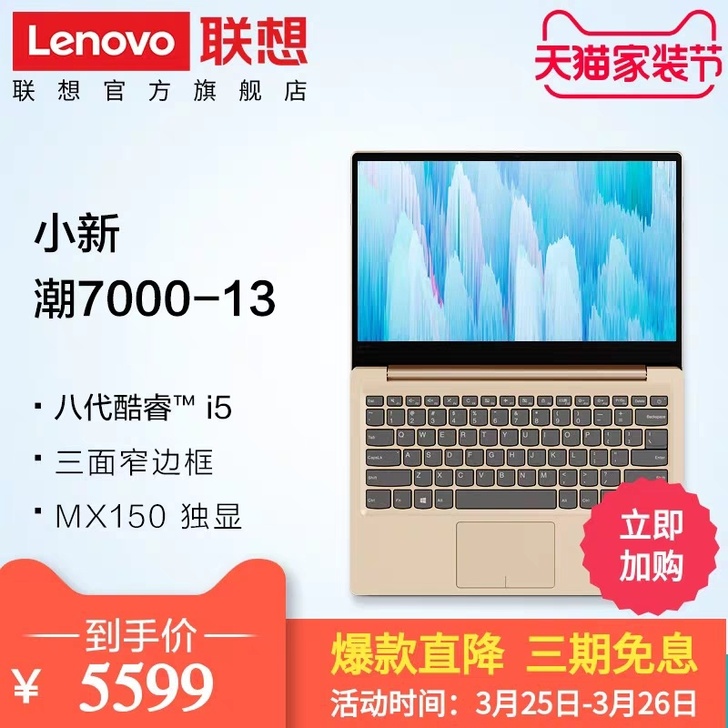 Lenovo 联想
天猫家装节
联想官方旗舰店
小新
潮7000-13
八代酷睿™ i5
三面窄边框
MX150 独显
立即
加购
到手价
¥ 5599
爆款直降 三期免息
活动时间：3月25日-3月26日